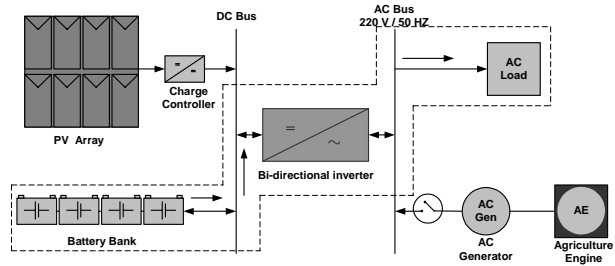 DC Bus
AC Bus
220 V / 50 HZ
AC
Load
Charge
Controller
PV Array
=
~
Bi-directional inverter
Battery Bank
AC
Gen
AC
Generator
AE
Agriculture
Engine